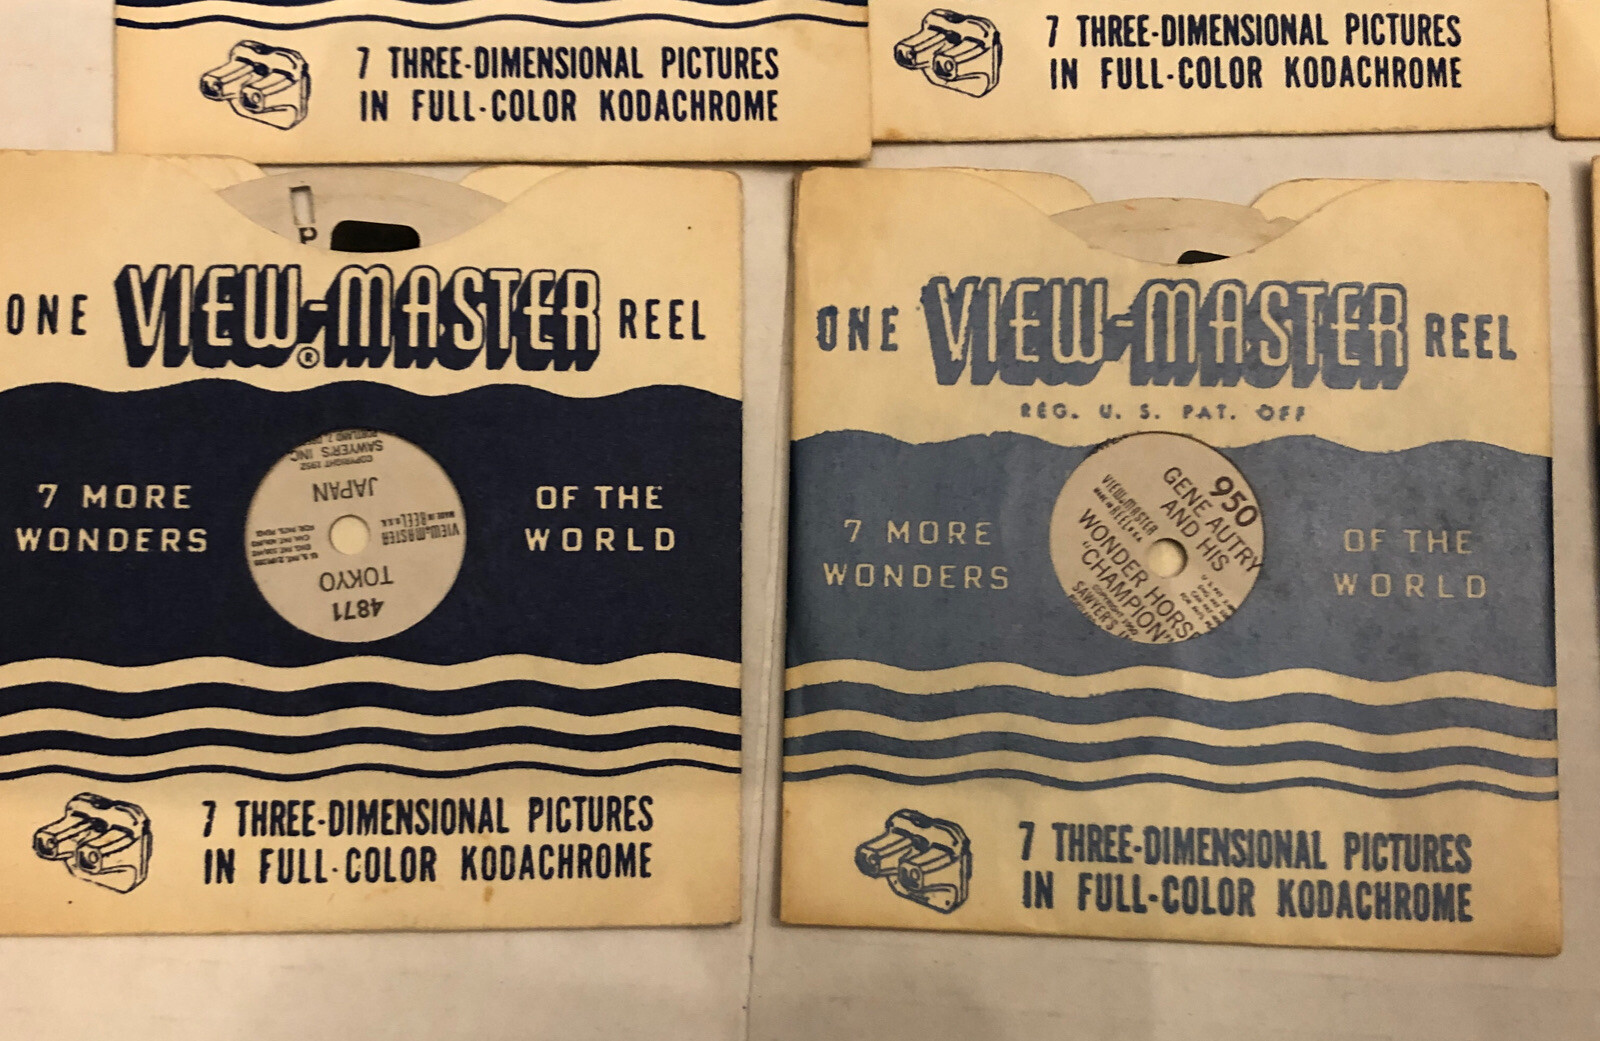 7 THREE-DIMENSIONAL PICTURES
IN FULL-COLOR KODACHROME
7 THREE-DIMENSIONAL PICTURES
IN FULL-COLOR KODACHROME
P
ONE VIEW-MASTER® REEL
7 MORE
WONDERS
4871
TOKYO
VIEW-MASTER
REEL
JAPAN
COPYRIGHT 1952
SAWYER'S INC
OF THE
WORLD
7 THREE-DIMENSIONAL PICTURES
IN FULL-COLOR KODACHROME
ONE VIEW-MASTER REEL
REG. U. S. PAT. OFF
7 MORE
WONDERS
950
GENE AUTRY
AND HIS
VIEW-MASTER
REEL
WONDER HORSE
"CHAMPION"
COPYRIGHT 1950
SAWYER'S
OF THE
WORLD
7 THREE-DIMENSIONAL PICTURES
IN FULL-COLOR KODACHROME